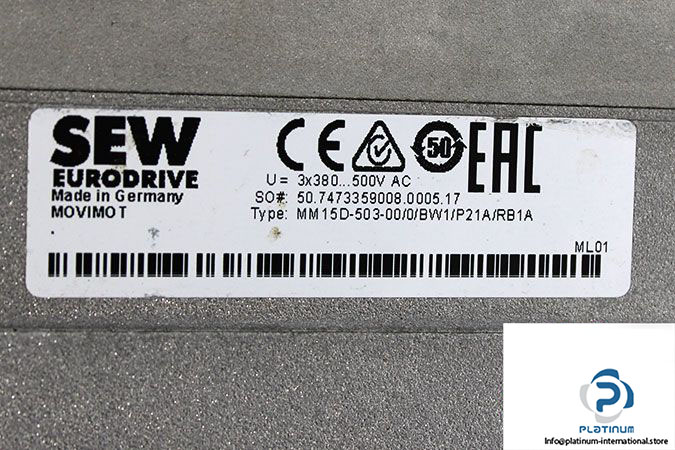 SEW
EURODRIVE
Made in Germany
MOVIMOT
CE 50 EAC
U= 3x380...500V AC
SO#: 50.7473359008.0005.17
Type: MM15D-503-00/0/BW1/P21A/RB1A
ML01
PLATINUM
Info@platinum-international.store